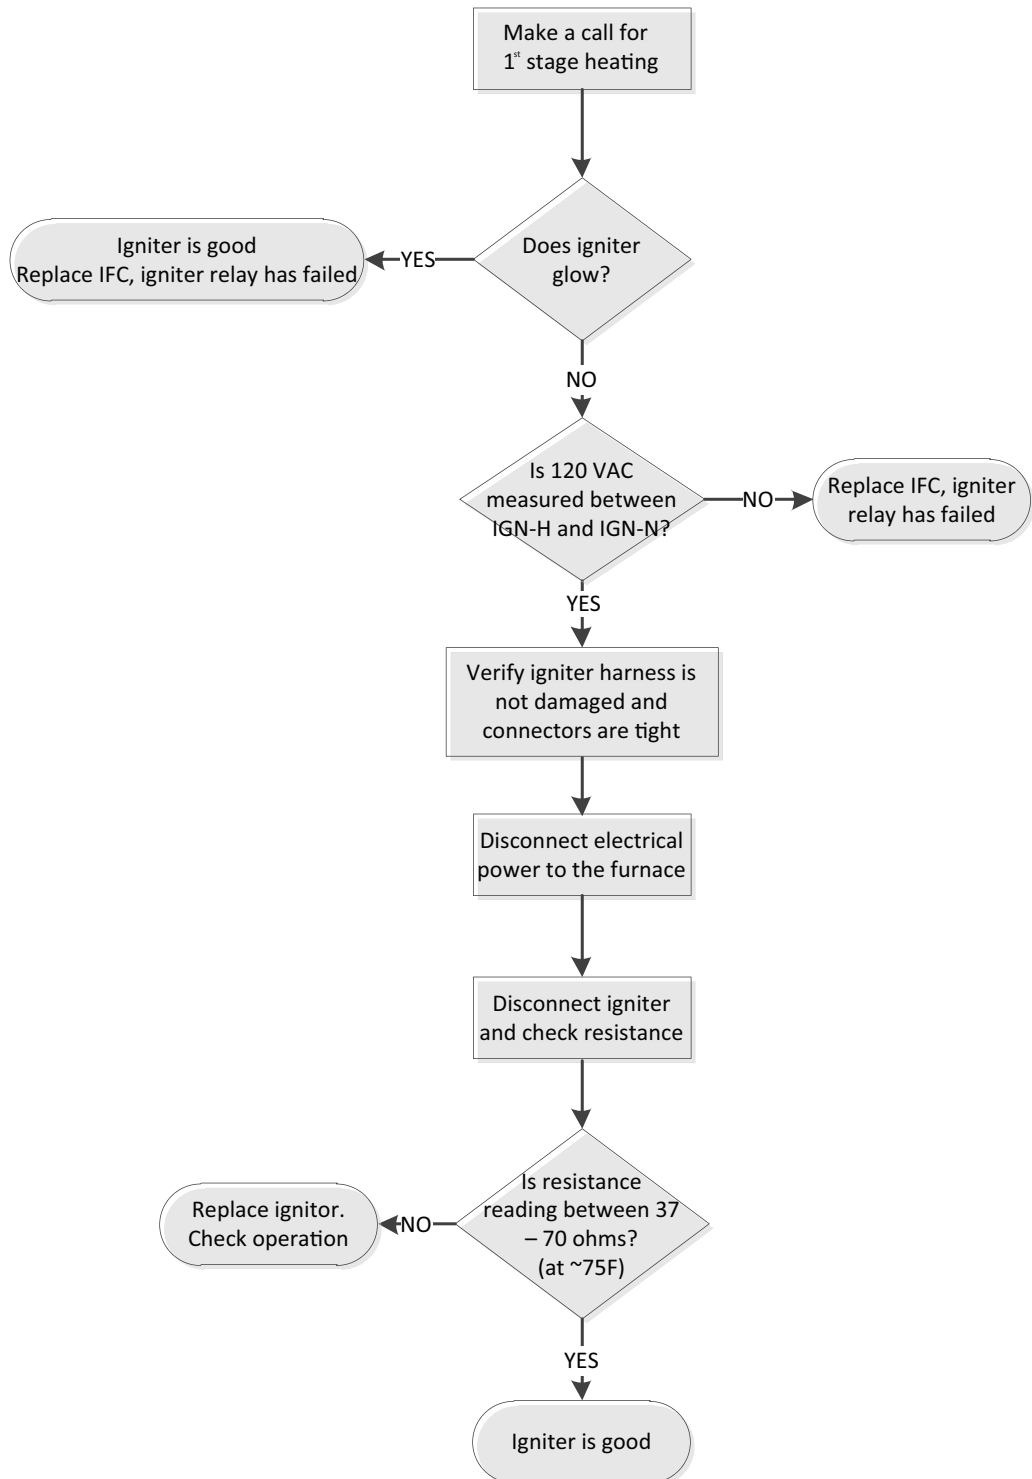 Make a call for
1st stage heating
Does igniter
glow?
YES
Igniter is good
Replace IFC, igniter relay has failed
NO
Is 120 VAC
measured between
IGN-H and IGN-N?
NO
Replace IFC, igniter
relay has failed
YES
Verify igniter harness is
not damaged and
connectors are tight
Disconnect electrical
power to the furnace
Disconnect igniter
and check resistance
Is resistance
reading between 37
– 70 ohms?
(at ~75F)
NO
Replace ignitor.
Check operation
YES
Igniter is good